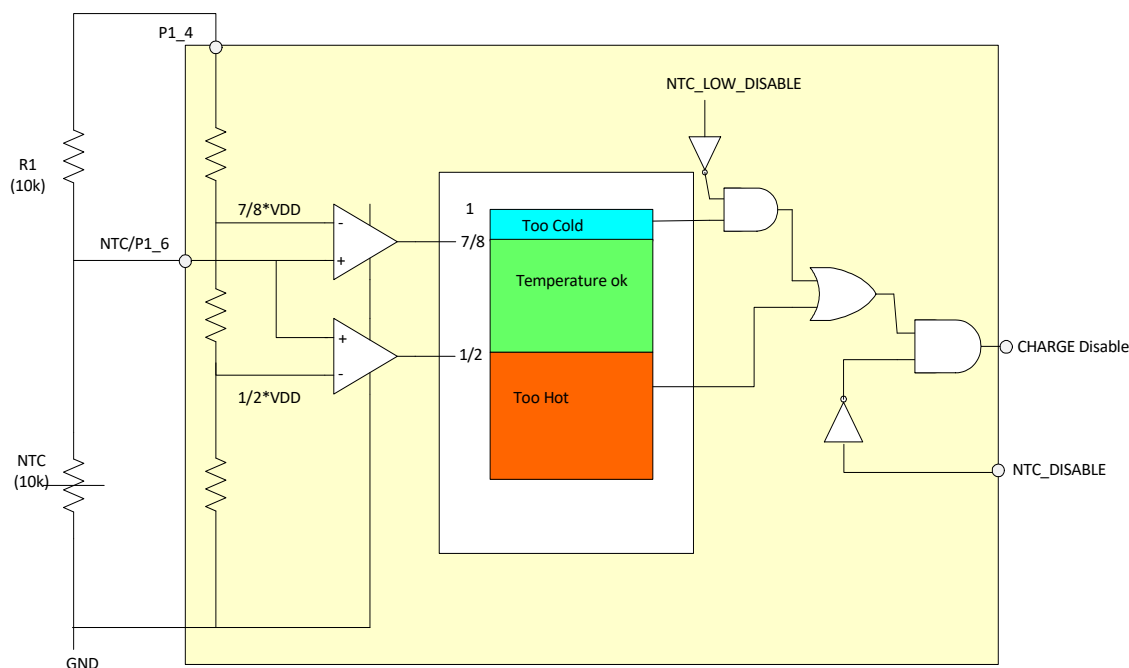 P1_4
NTC_LOW_DISABLE
R1
(10k)
7/8*VDD
-
+
1
Too Cold
7/8
NTC/P1_6
Temperature ok
+
-
1/2
CHARGE Disable
1/2*VDD
Too Hot
NTC
(10k)
NTC_DISABLE
GND